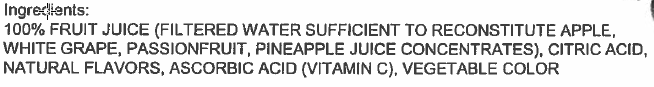 Ingredients:
100% FRUIT JUICE (FILTERED WATER SUFFICIENT TO RECONSTITUTE APPLE,
WHITE GRAPE, PASSIONFRUIT, PINEAPPLE JUICE CONCENTRATES), CITRIC ACID,
NATURAL FLAVORS, ASCORBIC ACID (VITAMIN C), VEGETABLE COLOR